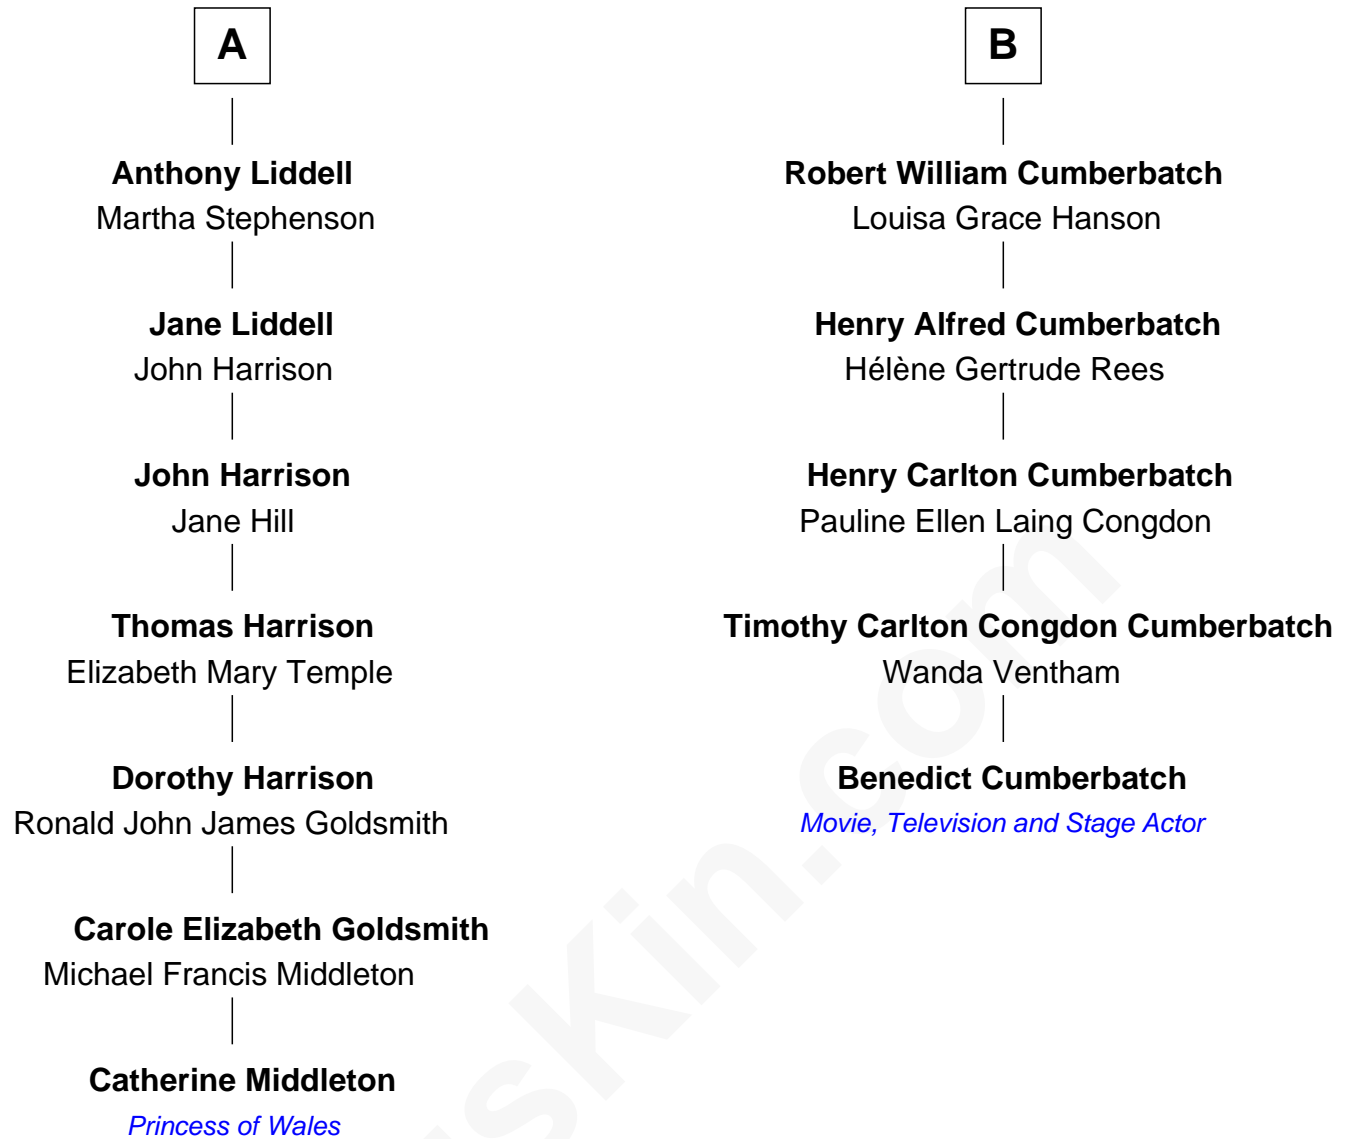 A
Anthony Liddell
Martha Stephenson
Jane Liddell
John Harrison
John Harrison
Jane Hill
Thomas Harrison
Elizabeth Mary Temple
Dorothy Harrison
Ronald John James Goldsmith
Carole Elizabeth Goldsmith
Michael Francis Middleton
Catherine Middleton
Princess of Wales
B
Robert William Cumberbatch
Louisa Grace Hanson
Henry Alfred Cumberbatch
Hélène Gertrude Rees
Henry Carlton Cumberbatch
Pauline Ellen Laing Congdon
Timothy Carlton Congdon Cumberbatch
Wanda Ventham
Benedict Cumberbatch
Movie, Television and Stage Actor
sKin.com